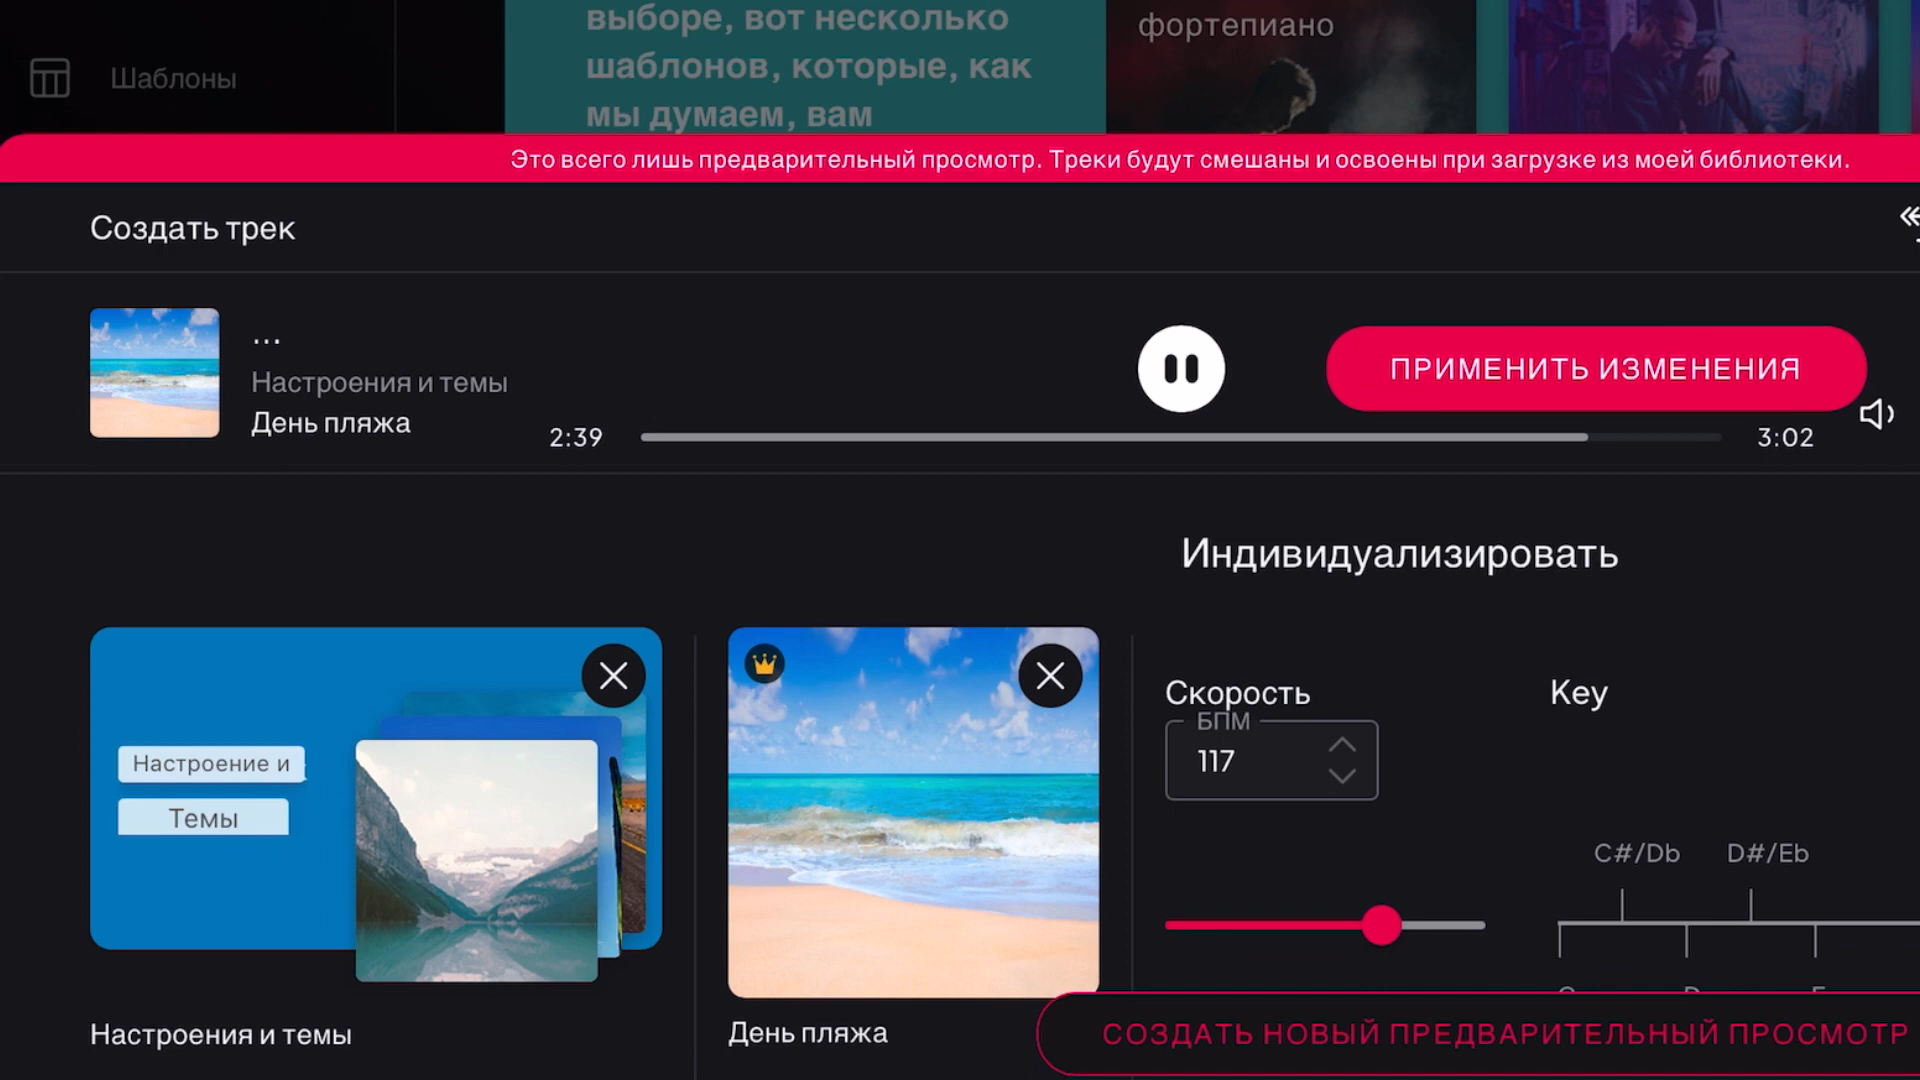 выборе, вот несколько
шаблонов, которые, как
мы думаем, вам
фортепиано
Шаблоны
Это всего лишь предварительный просмотр. Треки будут смешаны и освоены при загрузке из моей библиотеки.
Создать трек
...
Настроения и темы
День пляжа
ПРИМЕНИТЬ ИЗМЕНЕНИЯ
2:39
3:02
Индивидуализировать
Настроение и
Темы
Настроения и темы
День пляжа
Скорость
БПМ
117
Key
C#/Db D#/Eb
СОЗДАТЬ НОВЫЙ ПРЕДВАРИТЕЛЬНЫЙ ПРОСМОТР